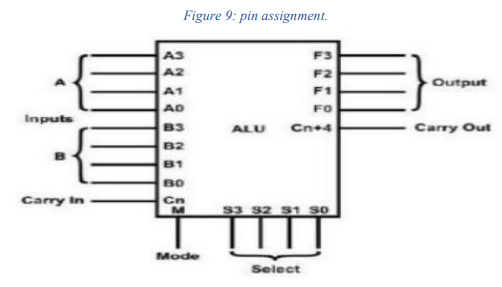 Figure 9: pin assignment.
A3 F3
A2 F2
A A1 F1 Output
A0 F0
Inputs
B3 ALU Cn+4 Carry Out
B2
B B1
B0
Carry In Cn
M S3 S2 S1 S0
Mode
Select